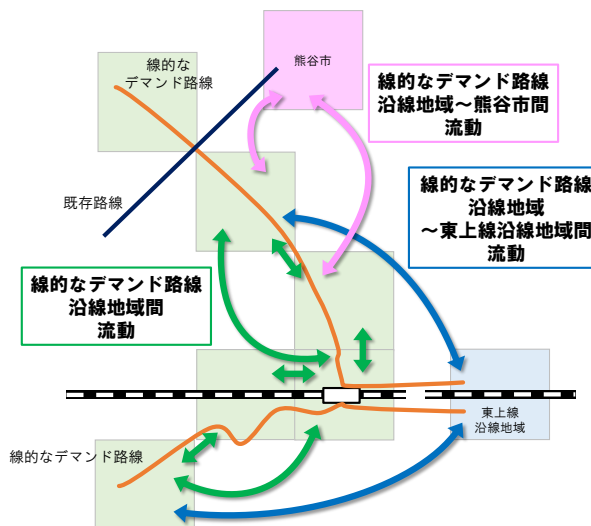 線的な
デマンド路線
熊谷市
線的なデマンド路線
沿線地域～熊谷市間
流動
既存路線
線的なデマンド路線
沿線地域
～東上線沿線地域間
流動
線的なデマンド路線
沿線地域間
流動
東上線
沿線地域
線的なデマンド路線